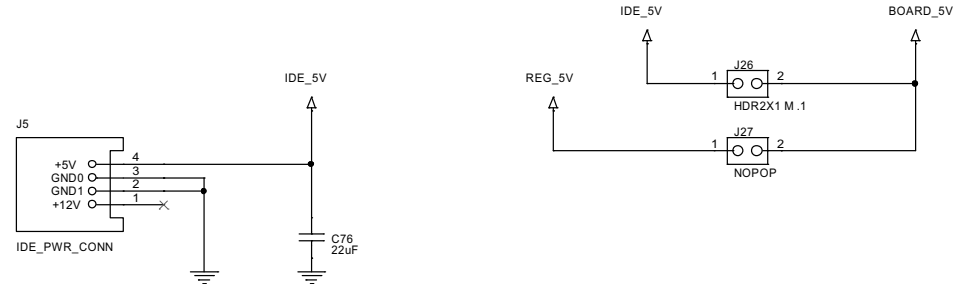 IDE_5V
BOARD_5V
J26
1 2
HDR2X1 M .1
REG_5V
J27
1 2
NOPOP
IDE_5V
J5
+5V 4
GND0 3
GND1 2
+12V 1
IDE_PWR_CONN
C76
22uF